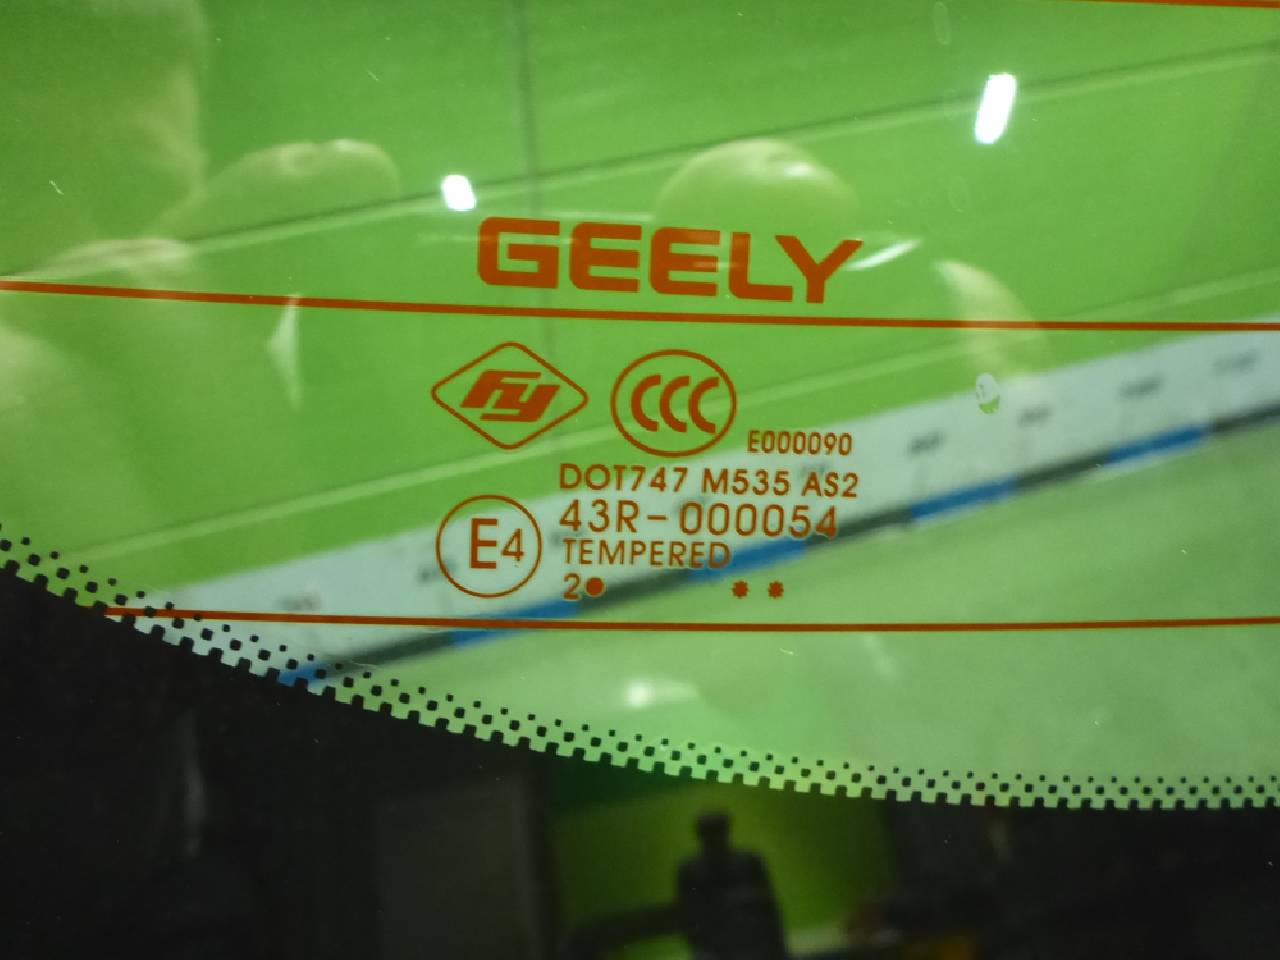 GEELY
fy CCC E000090
DOT747 M535 AS2
E4 43R-000054
TEMPERED
2● **